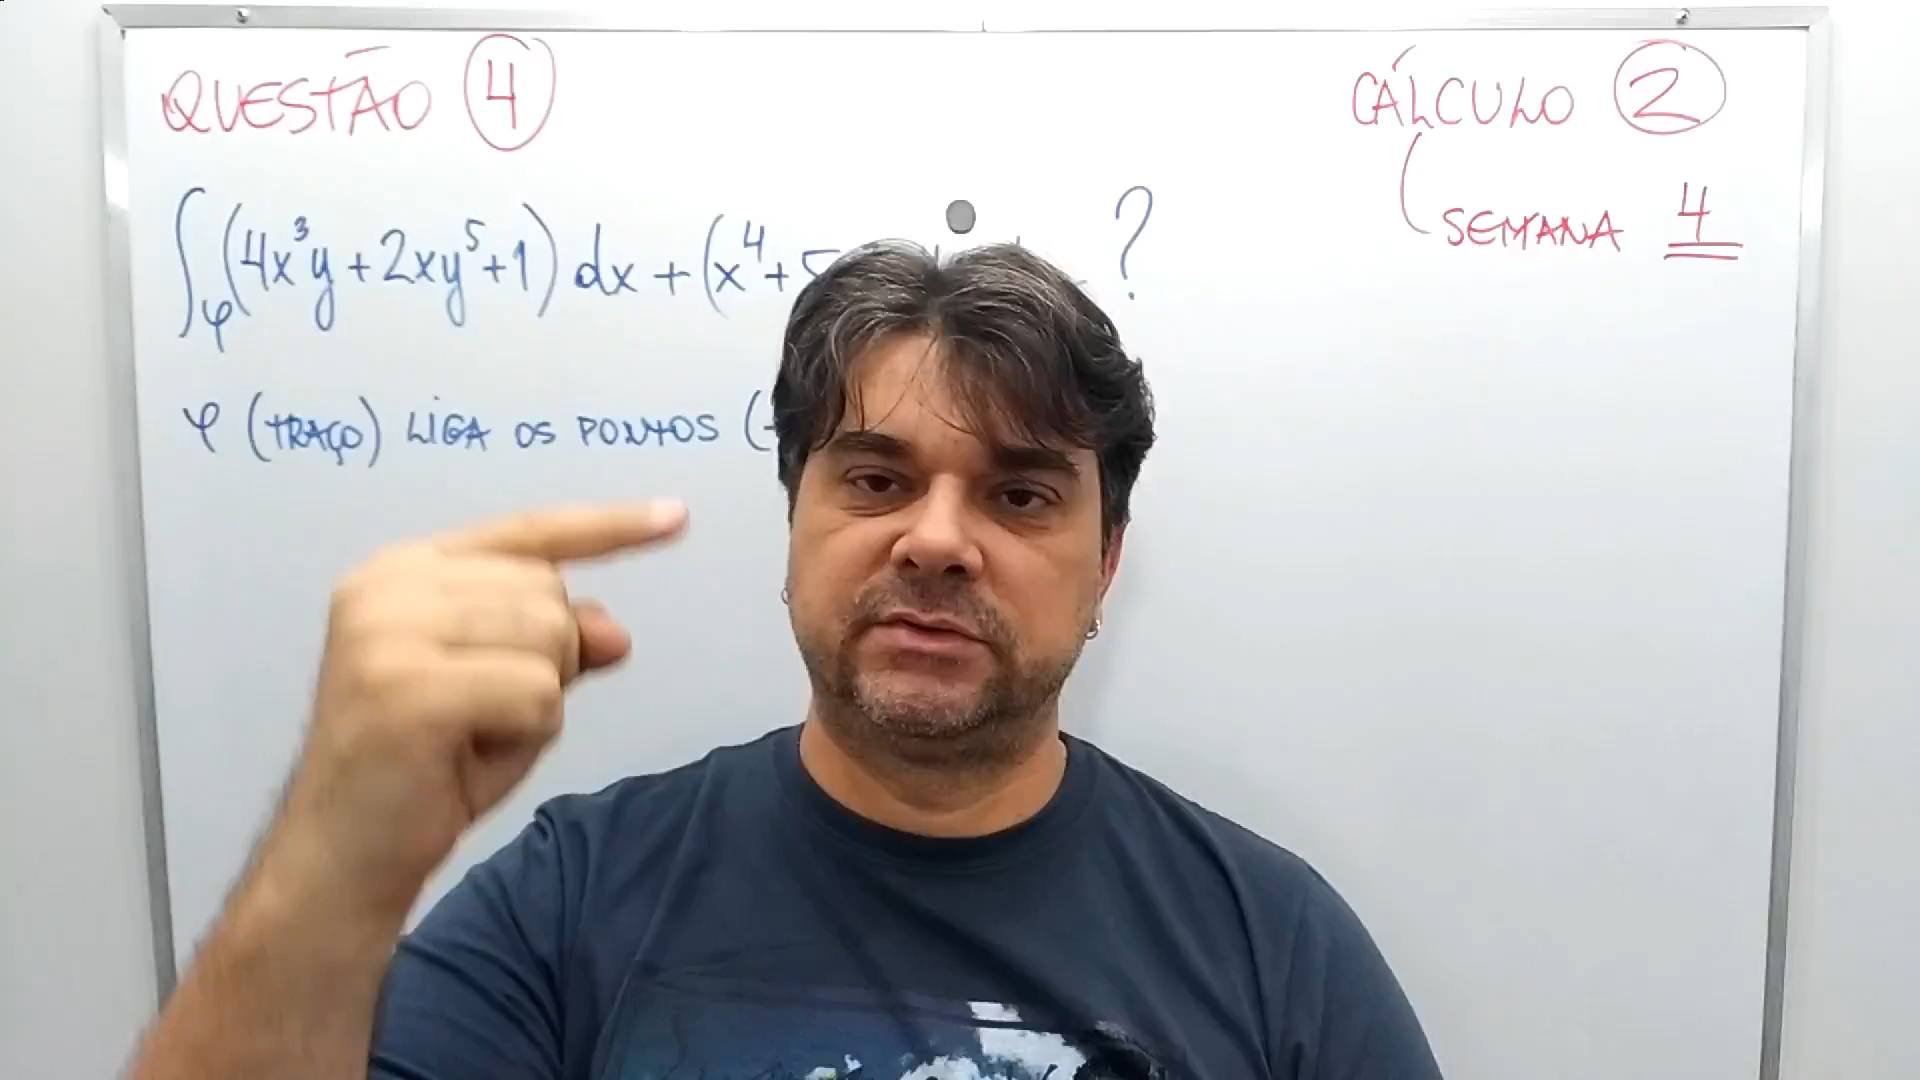 QUESTÃO 4
CÁLCULO 2
SEMANA 4
∫φ (4x³y + 2xy⁵ + 1) dx + (x⁴ + 5 ?
φ (TRAÇO) LIGA OS PONTOS (-